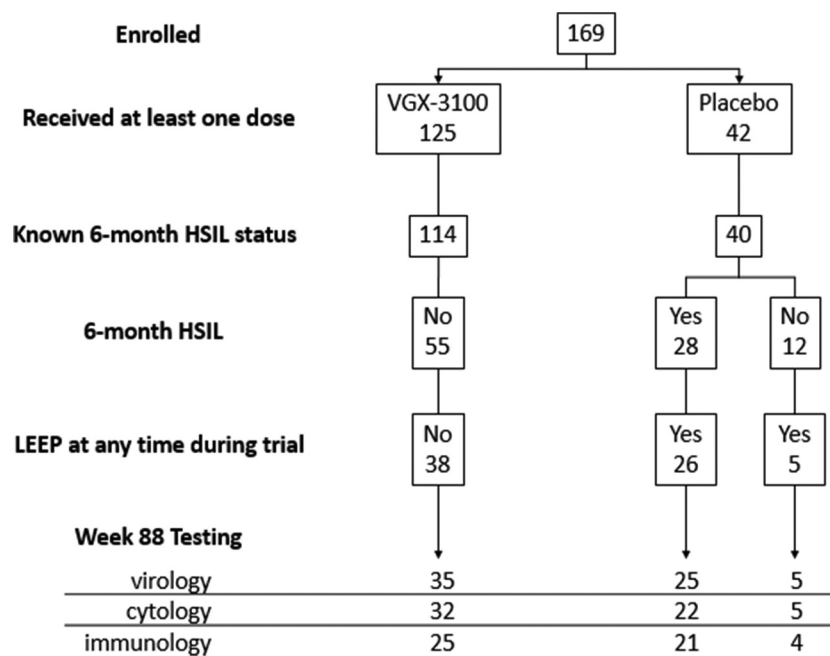 Enrolled
169
Received at least one dose
VGX-3100
125
Placebo
42
Known 6-month HSIL status
114
40
6-month HSIL
No
55
Yes
28
No
12
LEEP at any time during trial
No
38
Yes
26
Yes
5
Week 88 Testing
virology 35 25 5
cytology 32 22 5
immunology 25 21 4